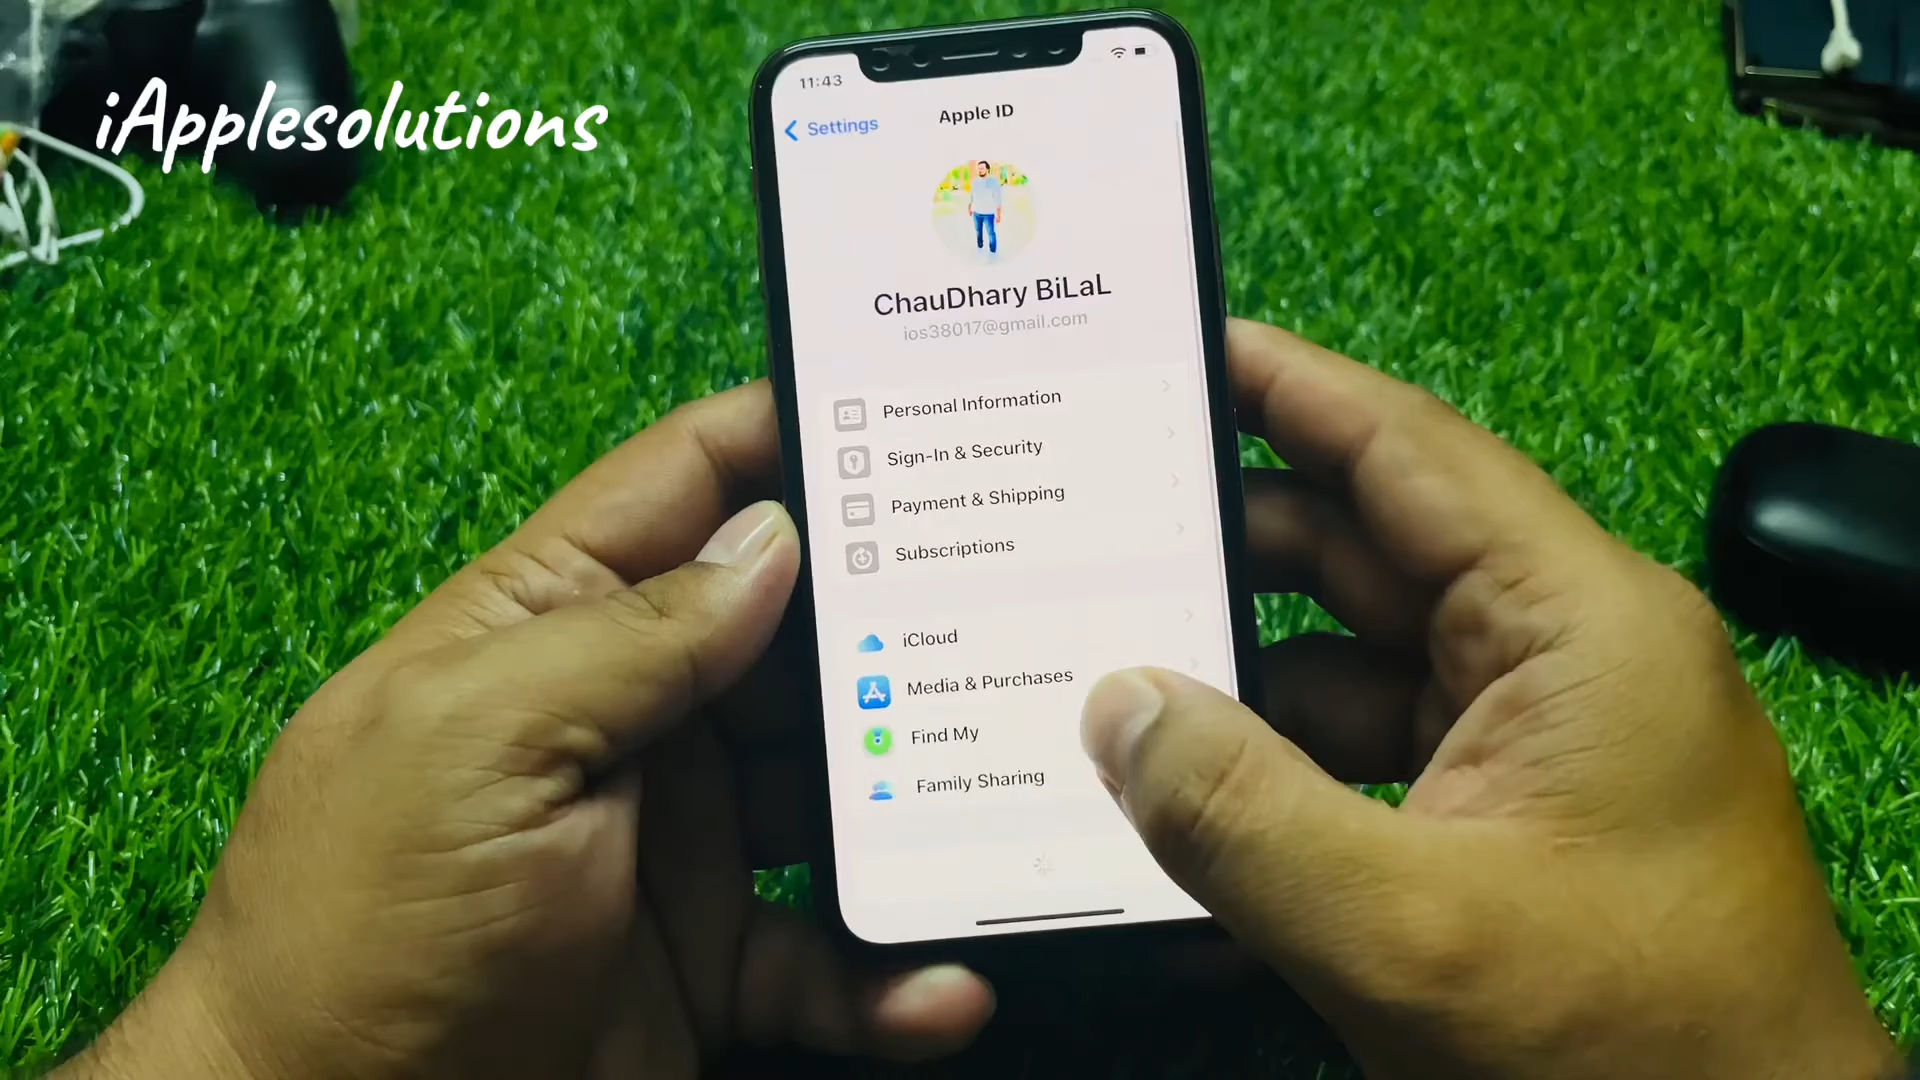 iApplesolutions
11:43
Settings
Apple ID
ChauDhary BiLaL
ios38017@gmail.com
Personal Information
Sign-In & Security
Payment & Shipping
Subscriptions
iCloud
Media & Purchases
Find My
Family Sharing